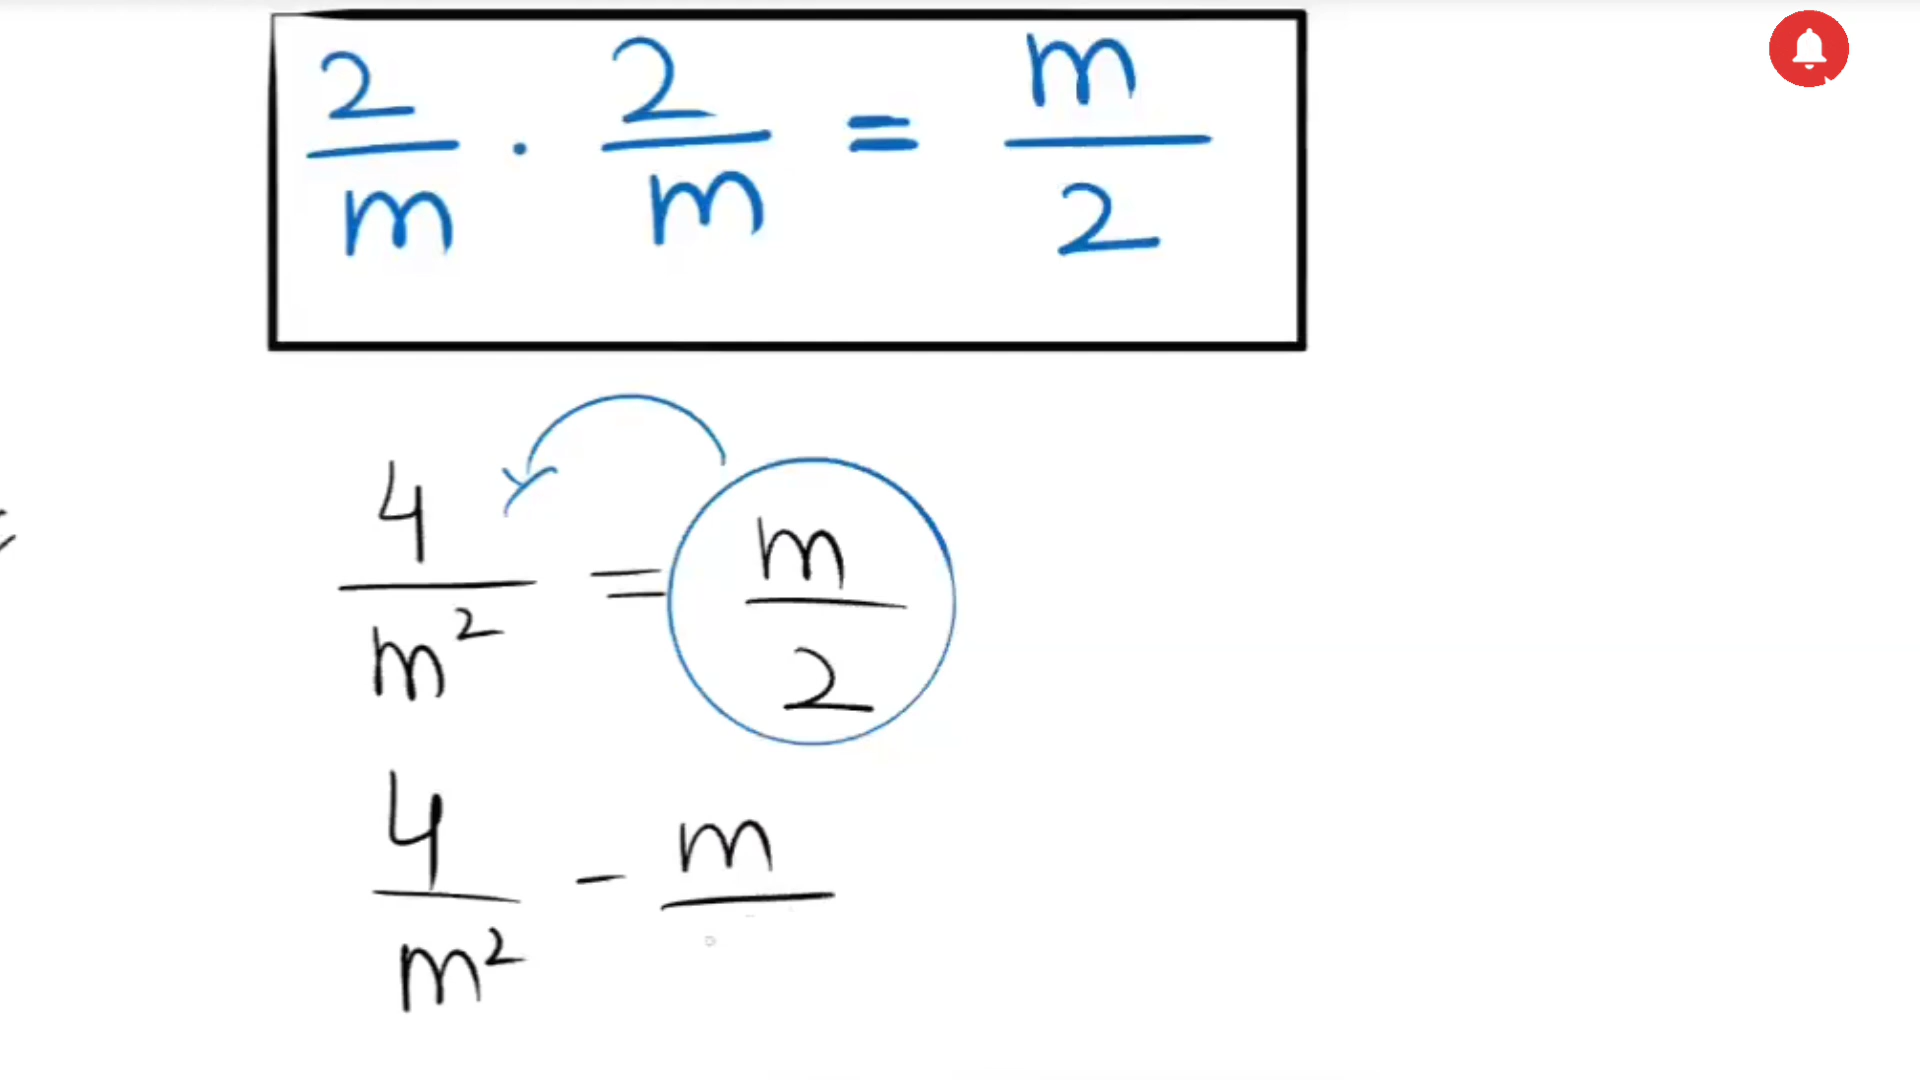 2/m · 2/m = m/2
4/m² = m/2
4/m² - m/